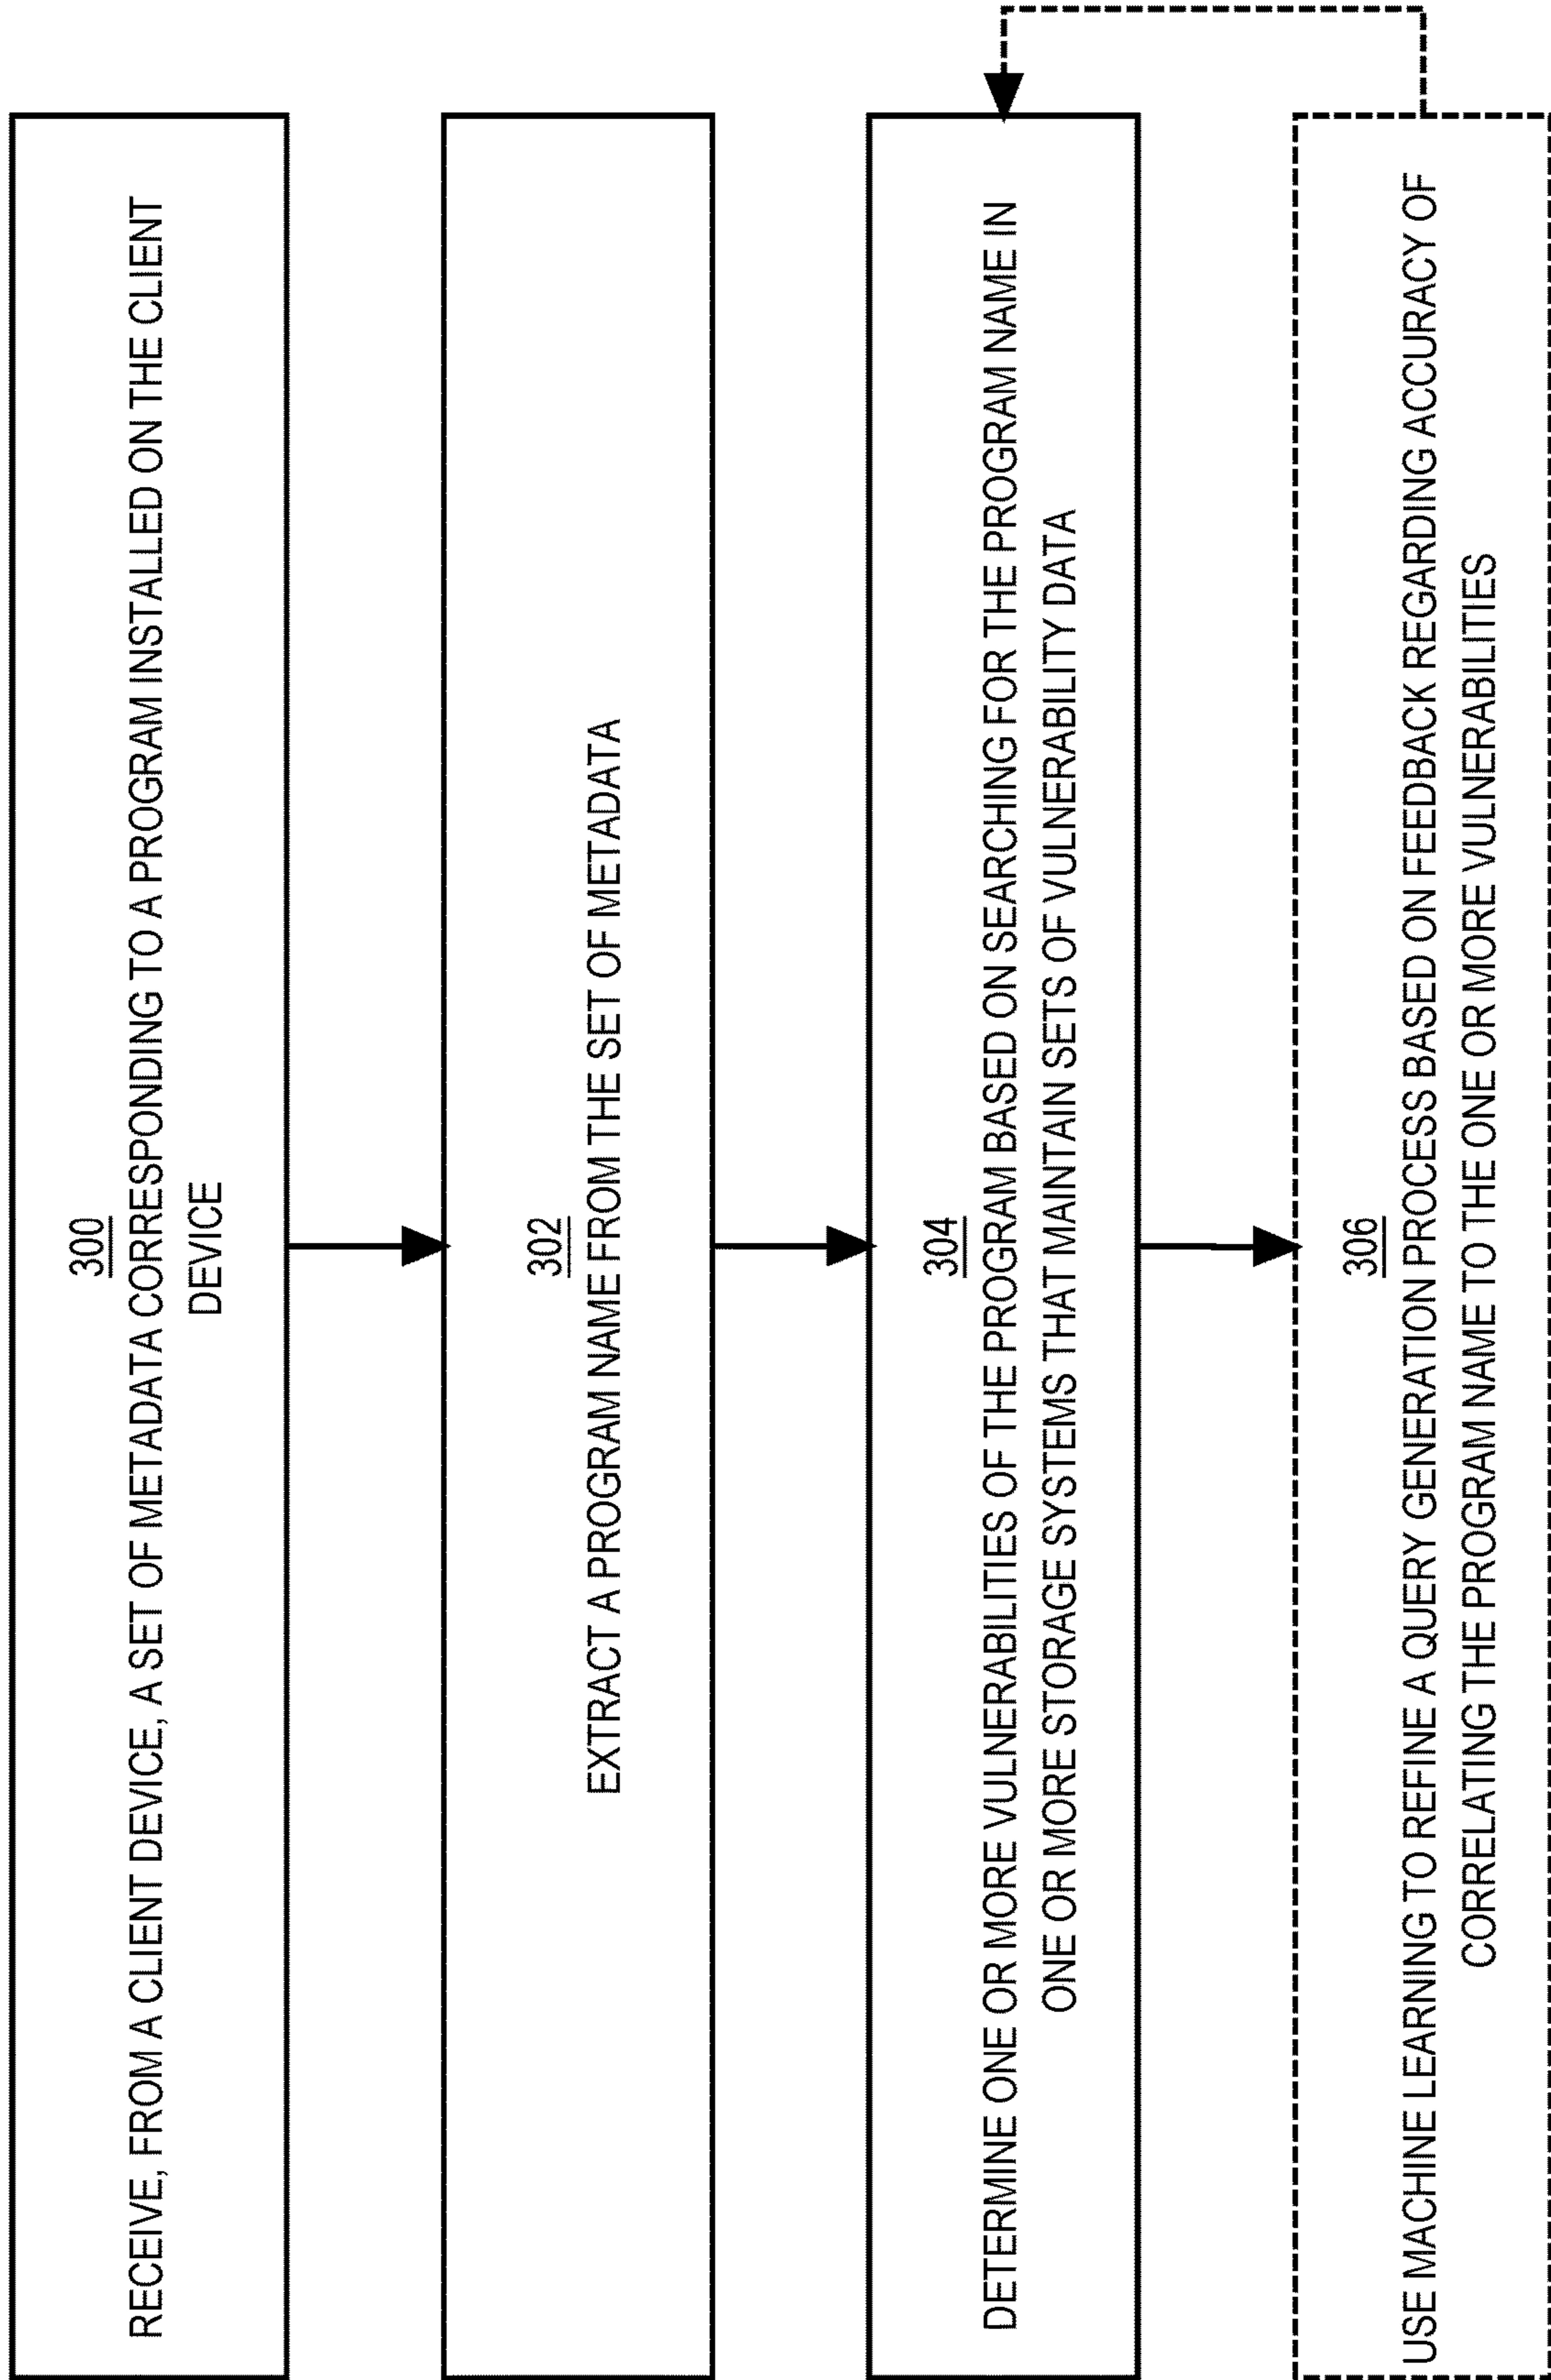 300
RECEIVE, FROM A CLIENT DEVICE, A SET OF METADATA CORRESPONDING TO A PROGRAM INSTALLED ON THE CLIENT
DEVICE
302
EXTRACT A PROGRAM NAME FROM THE SET OF METADATA
304
DETERMINE ONE OR MORE VULNERABILITIES OF THE PROGRAM BASED ON SEARCHING FOR THE PROGRAM NAME IN
ONE OR MORE STORAGE SYSTEMS THAT MAINTAIN SETS OF VULNERABILITY DATA
306
USE MACHINE LEARNING TO REFINE A QUERY GENERATION PROCESS BASED ON FEEDBACK REGARDING ACCURACY OF
CORRELATING THE PROGRAM NAME TO THE ONE OR MORE VULNERABILITIES